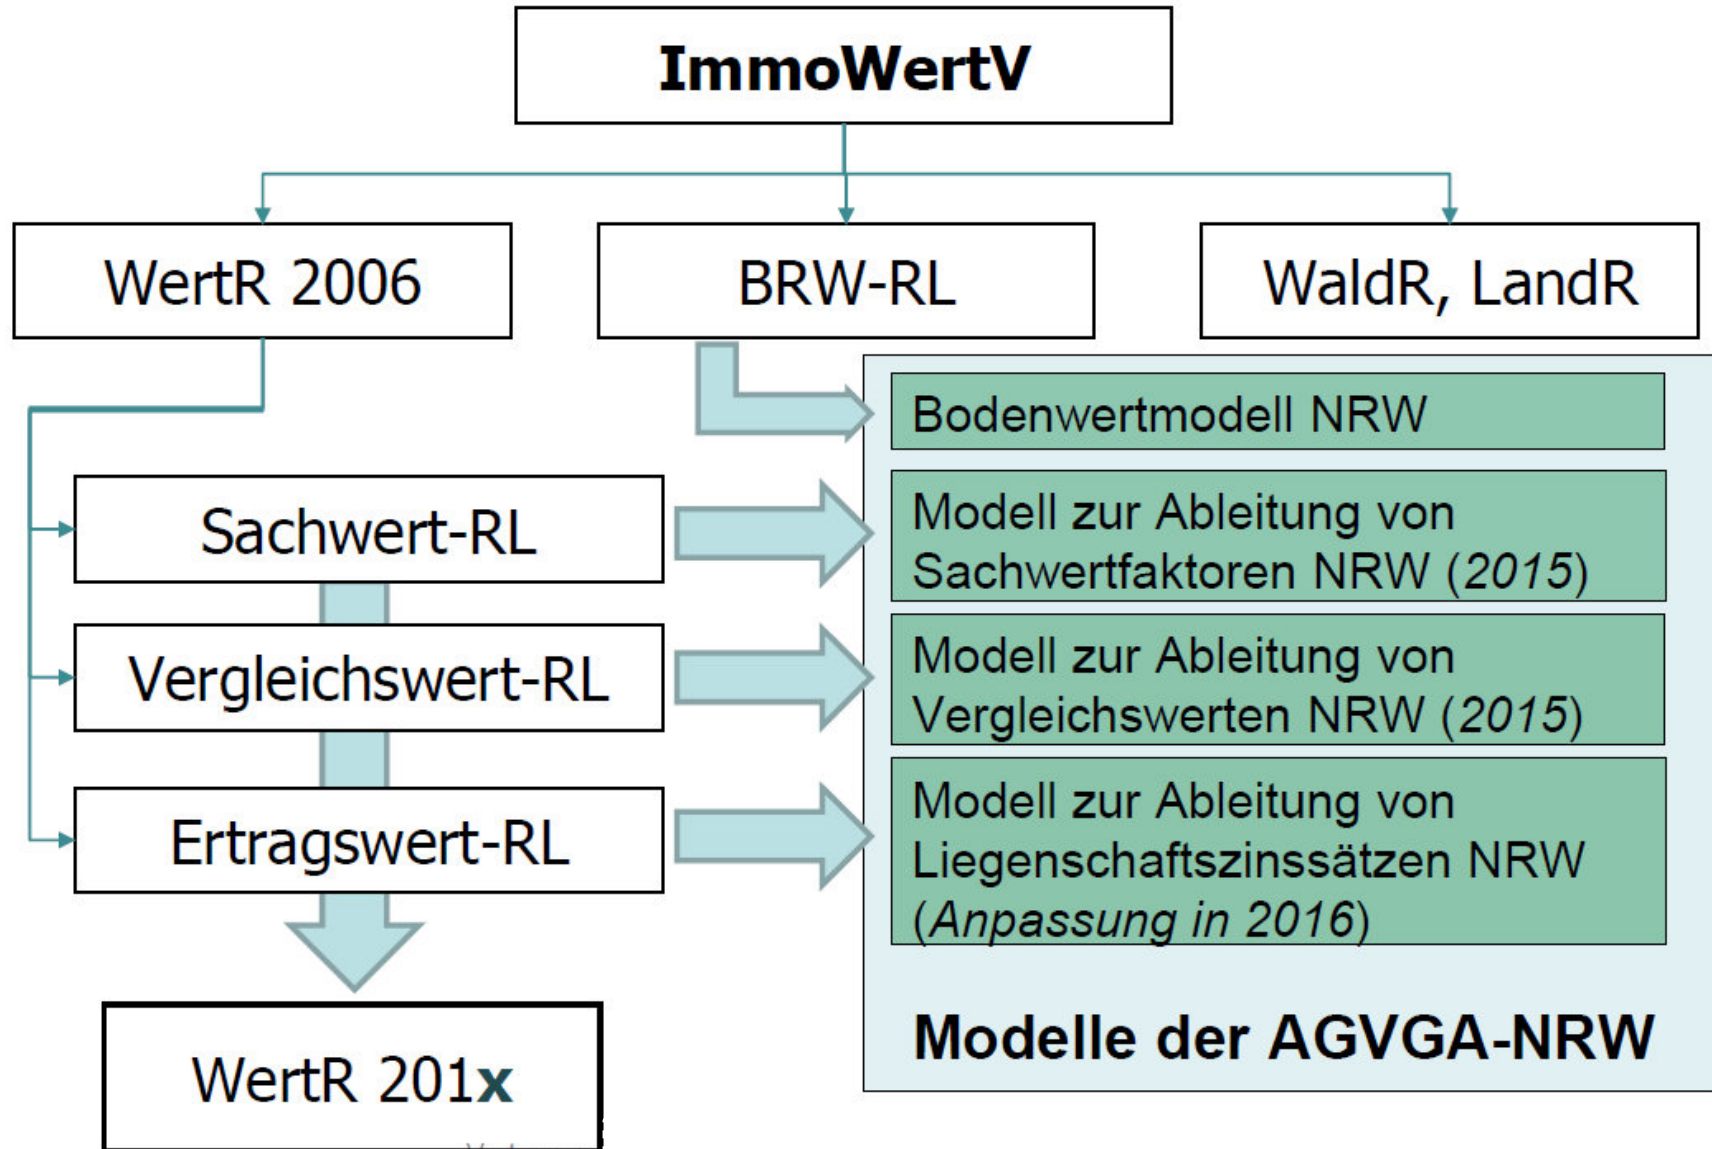 ImmoWertV
WertR 2006
BRW-RL
WaldR, LandR
Bodenwertmodell NRW
Sachwert-RL
Modell zur Ableitung von
Sachwertfaktoren NRW (2015)
Vergleichswert-RL
Modell zur Ableitung von
Vergleichswerten NRW (2015)
Ertragswert-RL
Modell zur Ableitung von
Liegenschaftszinssätzen NRW
(Anpassung in 2016)
Modelle der AGVGA-NRW
WertR 201x